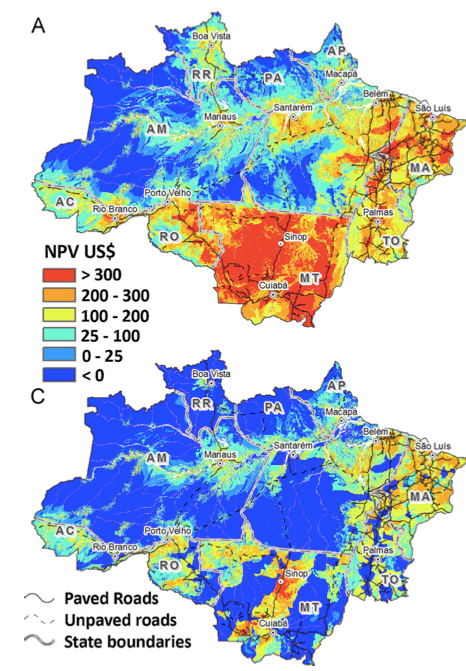 A
Boa Vista
AP
RR
PA
Macapá
Belém
São Luís
Santarém
Manaus
AM
MA
Porto Velho
AC
Rio Branco
Palmas
RO
TO
Sinop
NPV US$
MT
Cuiabá
> 300
200 - 300
100 - 200
25 - 100
0 - 25
< 0
C
Boa Vista
AP
RR
PA
Macapá
Belém
São Luís
Santarém
Manaus
AM
MA
AC
Porto Velho
Rio Branco
Palmas
RO
TO
Sinop
Paved Roads
MT
Unpaved roads
Cuiabá
State boundaries